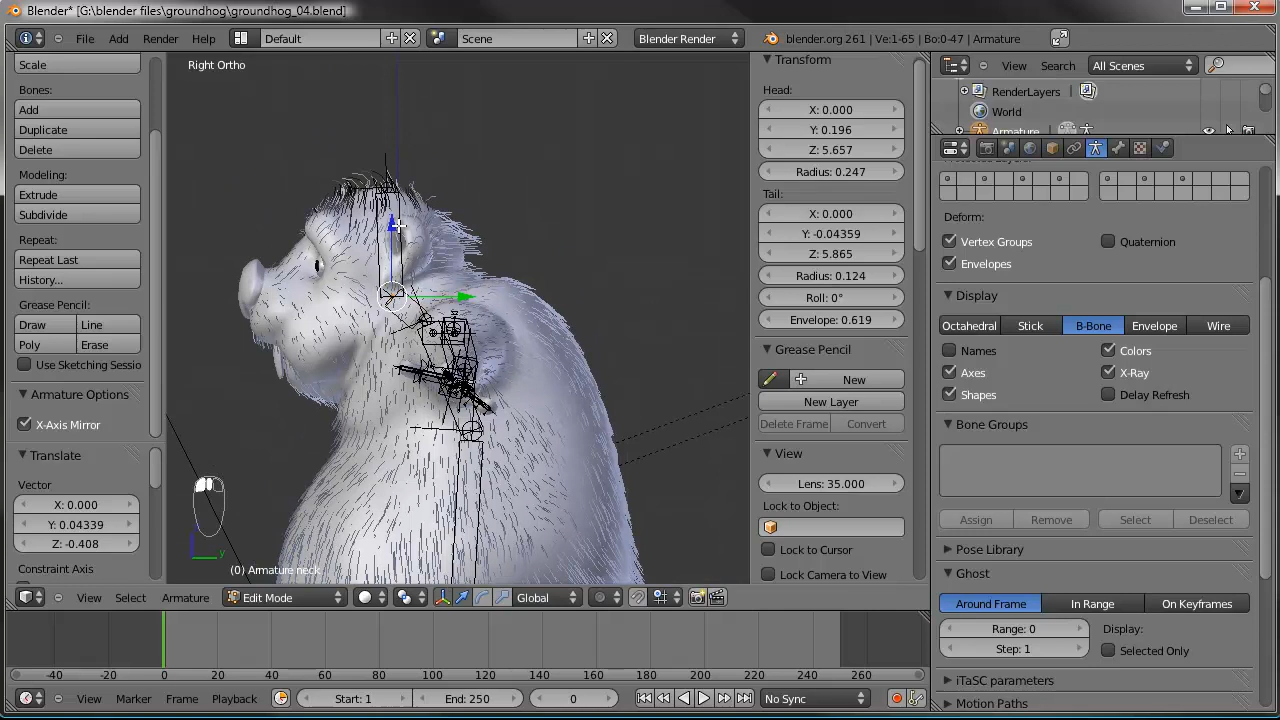 Blender* [G:\blender files\groundhog\groundhog_04.blend]
File Add Render Help Default Scene Blender Render blender.org 261 | Ve:1-65 | Bo:0-47 | Armature
Scale
Bones:
Add
Duplicate
Delete
Modeling:
Extrude
Subdivide
Repeat:
Repeat Last
History...
Grease Pencil:
Draw Line
Poly Erase
Use Sketching Sessio
Armature Options
X-Axis Mirror
Translate
Vector
X: 0.000
Y: 0.04339
Z: -0.408
Constraint Axis
Right Ortho
z
y
(0) Armature neck
Transform
Head:
X: 0.000
Y: 0.196
Z: 5.657
Radius: 0.247
Tail:
X: 0.000
Y: -0.04359
Z: 5.865
Radius: 0.124
Roll: 0°
Envelope: 0.619
Grease Pencil
New
New Layer
Delete Frame Convert
View
Lens: 35.000
Lock to Object:
Lock to Cursor
Lock Camera to View
View Search All Scenes
RenderLayers
World
Armature
Deform:
Vertex Groups Quaternion
Envelopes
Display
Octahedral Stick B-Bone Envelope Wire
Names Colors
Axes X-Ray
Shapes Delay Refresh
Bone Groups
Assign Remove Select Deselect
Pose Library
Ghost
Around Frame In Range On Keyframes
Range: 0 Display:
Step: 1 Selected Only
iTaSC parameters
Motion Paths
View Select Armature Edit Mode Global
-40 -20 0 20 40 60 80 100 120 140 160 180 200 220 240 260
View Marker Frame Playback Start: 1 End: 250 0 No Sync